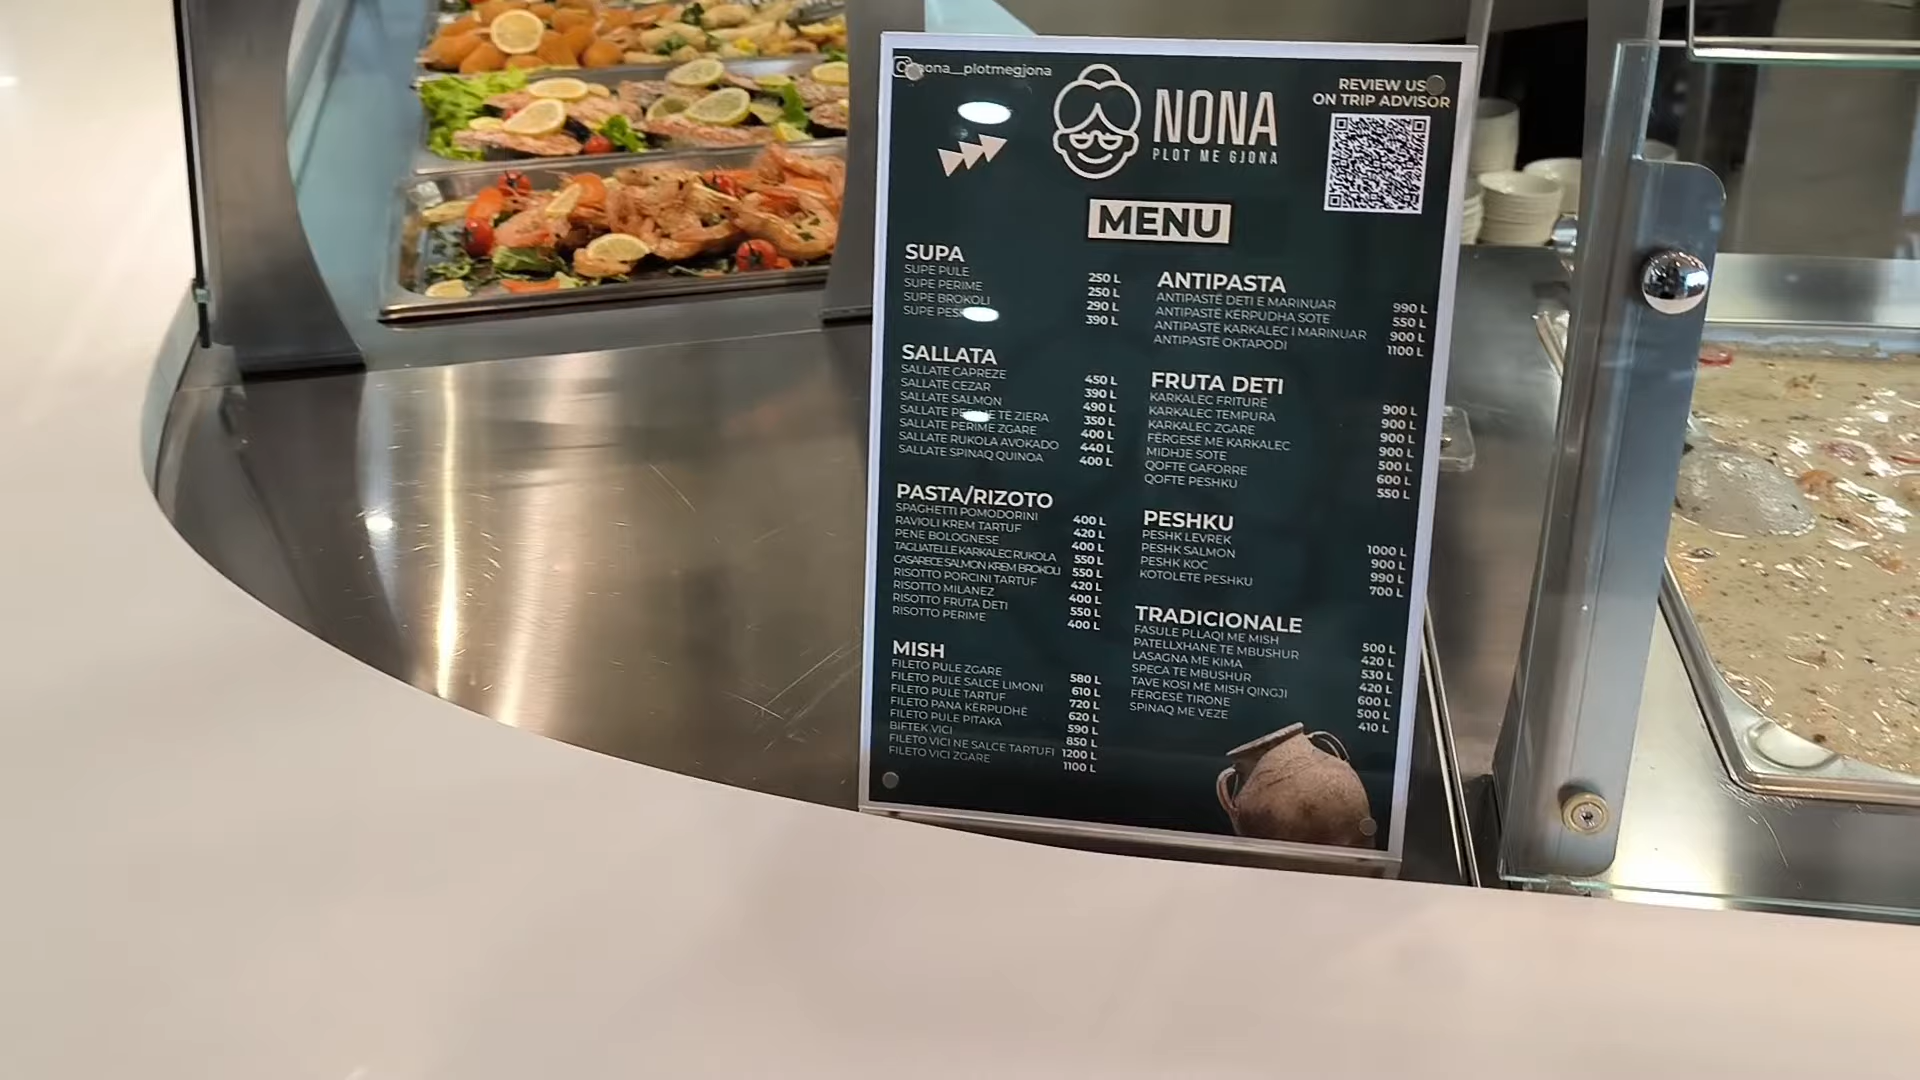 nona__plotmegjona
NONA
PLOT ME GJONA
REVIEW US
ON TRIP ADVISOR
MENU
SUPA
SUPE PULE 250 L
SUPE PERIME 250 L
SUPE BROKOLI 290 L
SUPE 390 L
SALLATA
SALLATE CAPREZE 450 L
SALLATE CEZAR 390 L
SALLATE SALMON 490 L
SALLATE PERIME TË ZIERA 350 L
SALLATE PERIME ZGARE 400 L
SALLATE RUKOLA AVOKADO 440 L
SALLATE SPINAQ QUINOA 400 L
PASTA/RIZOTO
SPAGHETTI POMODORINI 400 L
RAVIOLI KREM TARTUF 420 L
PENE BOLOGNESE 400 L
TAGLIATELLE KARKALEC RUKOLA 550 L
CASARECE SALMON KREM BROKOLI 550 L
RISOTTO PORCINI TARTUF 420 L
RISOTTO MILANEZ 400 L
RISOTTO FRUTA DETI 550 L
RISOTTO PERIME 400 L
MISH
FILETO PULE ZGARE 580 L
FILETO PULE SALCE LIMONI 610 L
FILETO PULE TARTUF 720 L
FILETO PANA KËRPUDHË 620 L
FILETO PULE PITAKA 590 L
BIFTEK VICI 850 L
FILETO VICI NE SALCE TARTUFI 1200 L
FILETO VICI ZGARE 1100 L
ANTIPASTA
ANTIPASTË DETI E MARINUAR 990 L
ANTIPASTË KËRPUDHA SOTE 550 L
ANTIPASTË KARKALEC I MARINUAR 900 L
ANTIPASTË OKTAPODI 1100 L
FRUTA DETI
KARKALEC FRITURE 900 L
KARKALEC TEMPURA 900 L
KARKALEC ZGARE 900 L
FËRGESË ME KARKALEC 900 L
MIDHJE SOTE 500 L
QOFTE GAFORRE 600 L
QOFTE PESHKU 550 L
PESHKU
PESHK LEVREK 1000 L
PESHK SALMON 900 L
PESHK KOC 990 L
KOTOLETE PESHKU 700 L
TRADICIONALE
FASULE PLLAQI ME MISH 500 L
PATELLXHANE TE MBUSHUR 420 L
LASAGNA ME KIMA 530 L
SPECA TE MBUSHUR 420 L
TAVE KOSI ME MISH QINGJI 600 L
FËRGESË TIRONE 500 L
SPINAQ ME VEZE 410 L